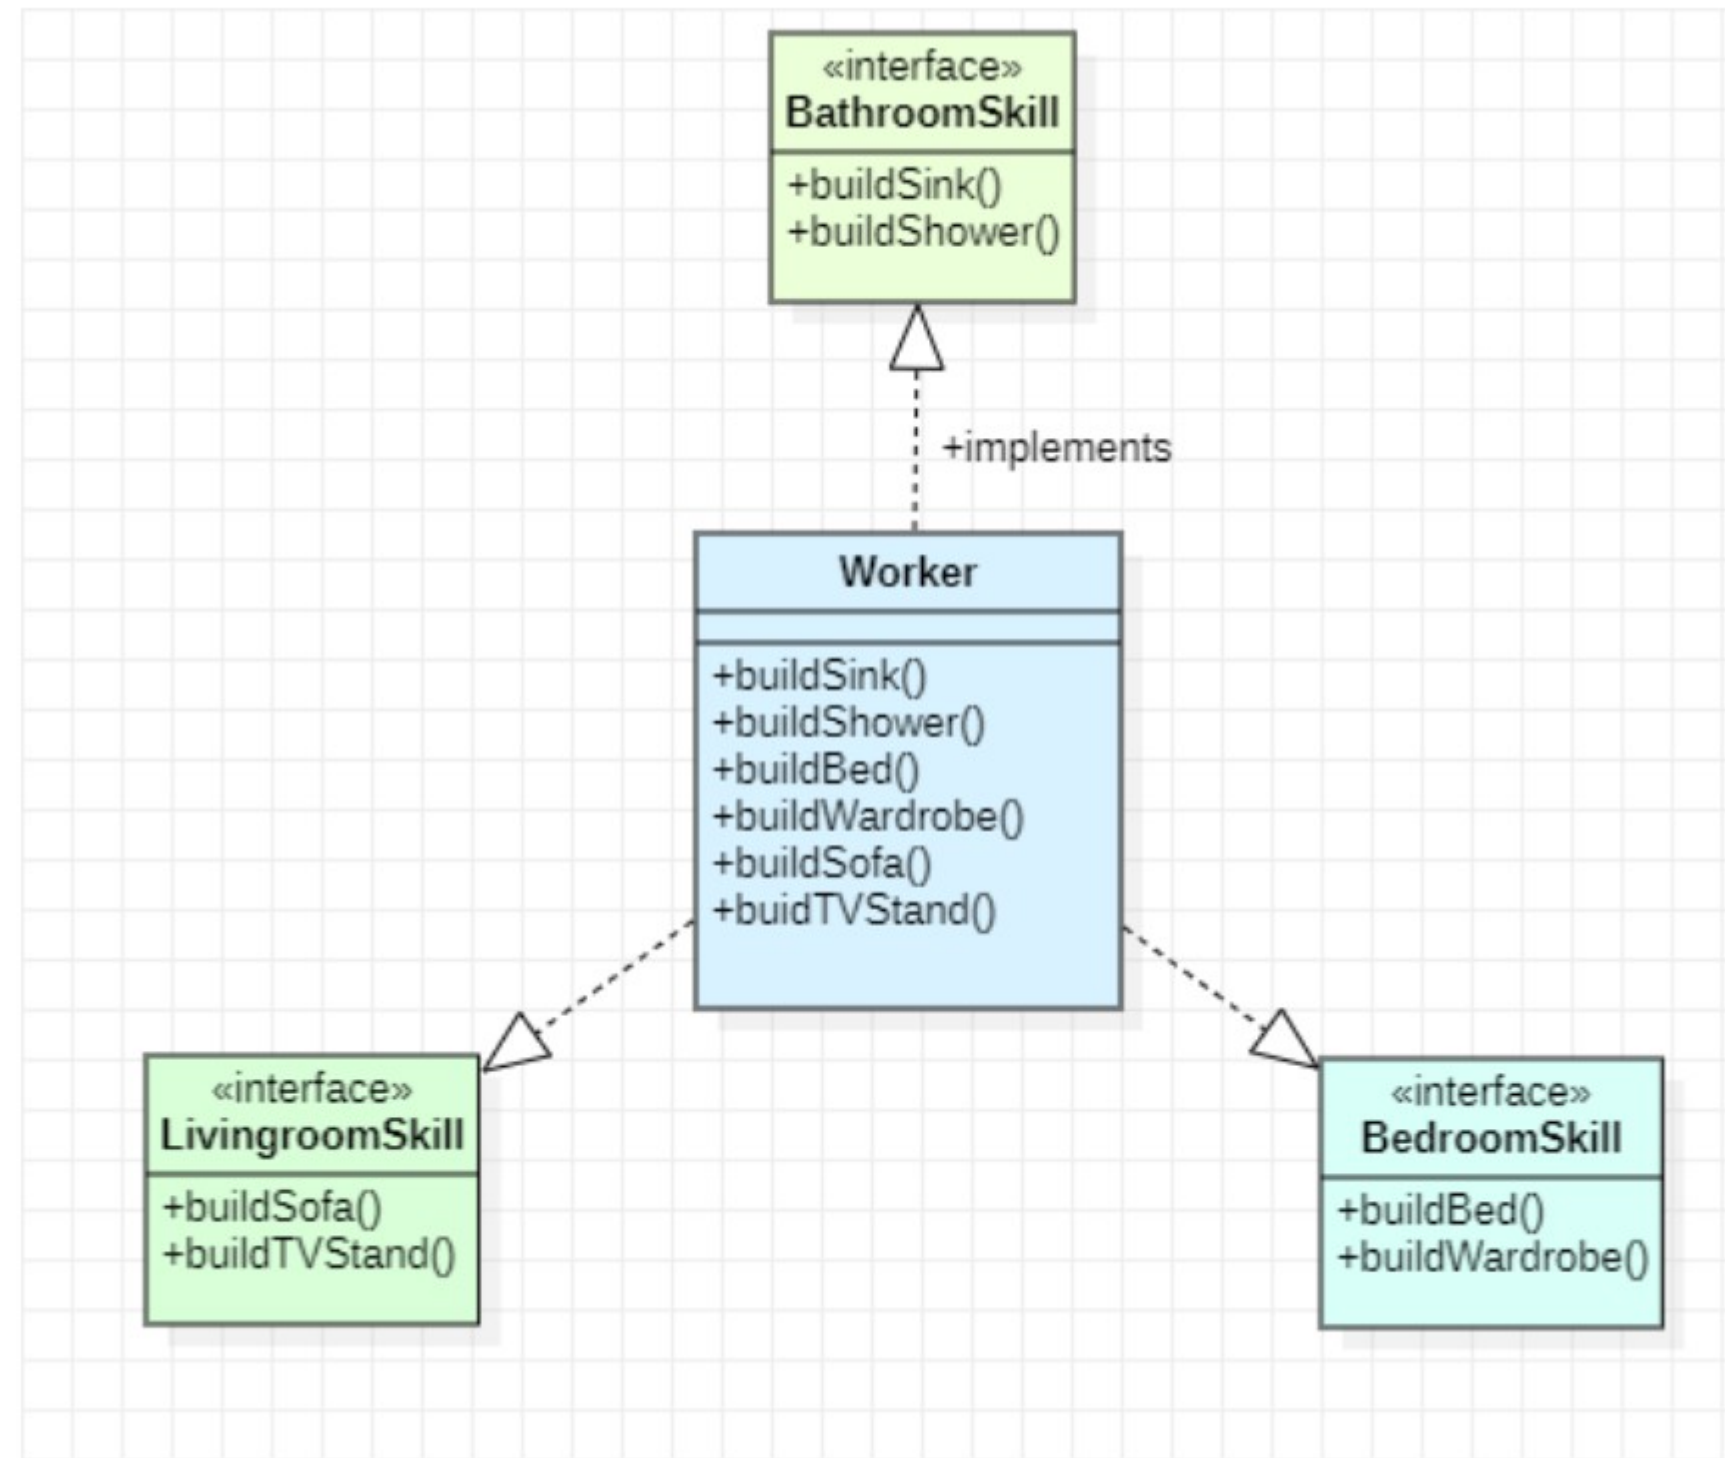 «interface»
BathroomSkill
+buildSink()
+buildShower()
+implements
Worker
+buildSink()
+buildShower()
+buildBed()
+buildWardrobe()
+buildSofa()
+buidTVStand()
«interface»
LivingroomSkill
+buildSofa()
+buildTVStand()
«interface»
BedroomSkill
+buildBed()
+buildWardrobe()